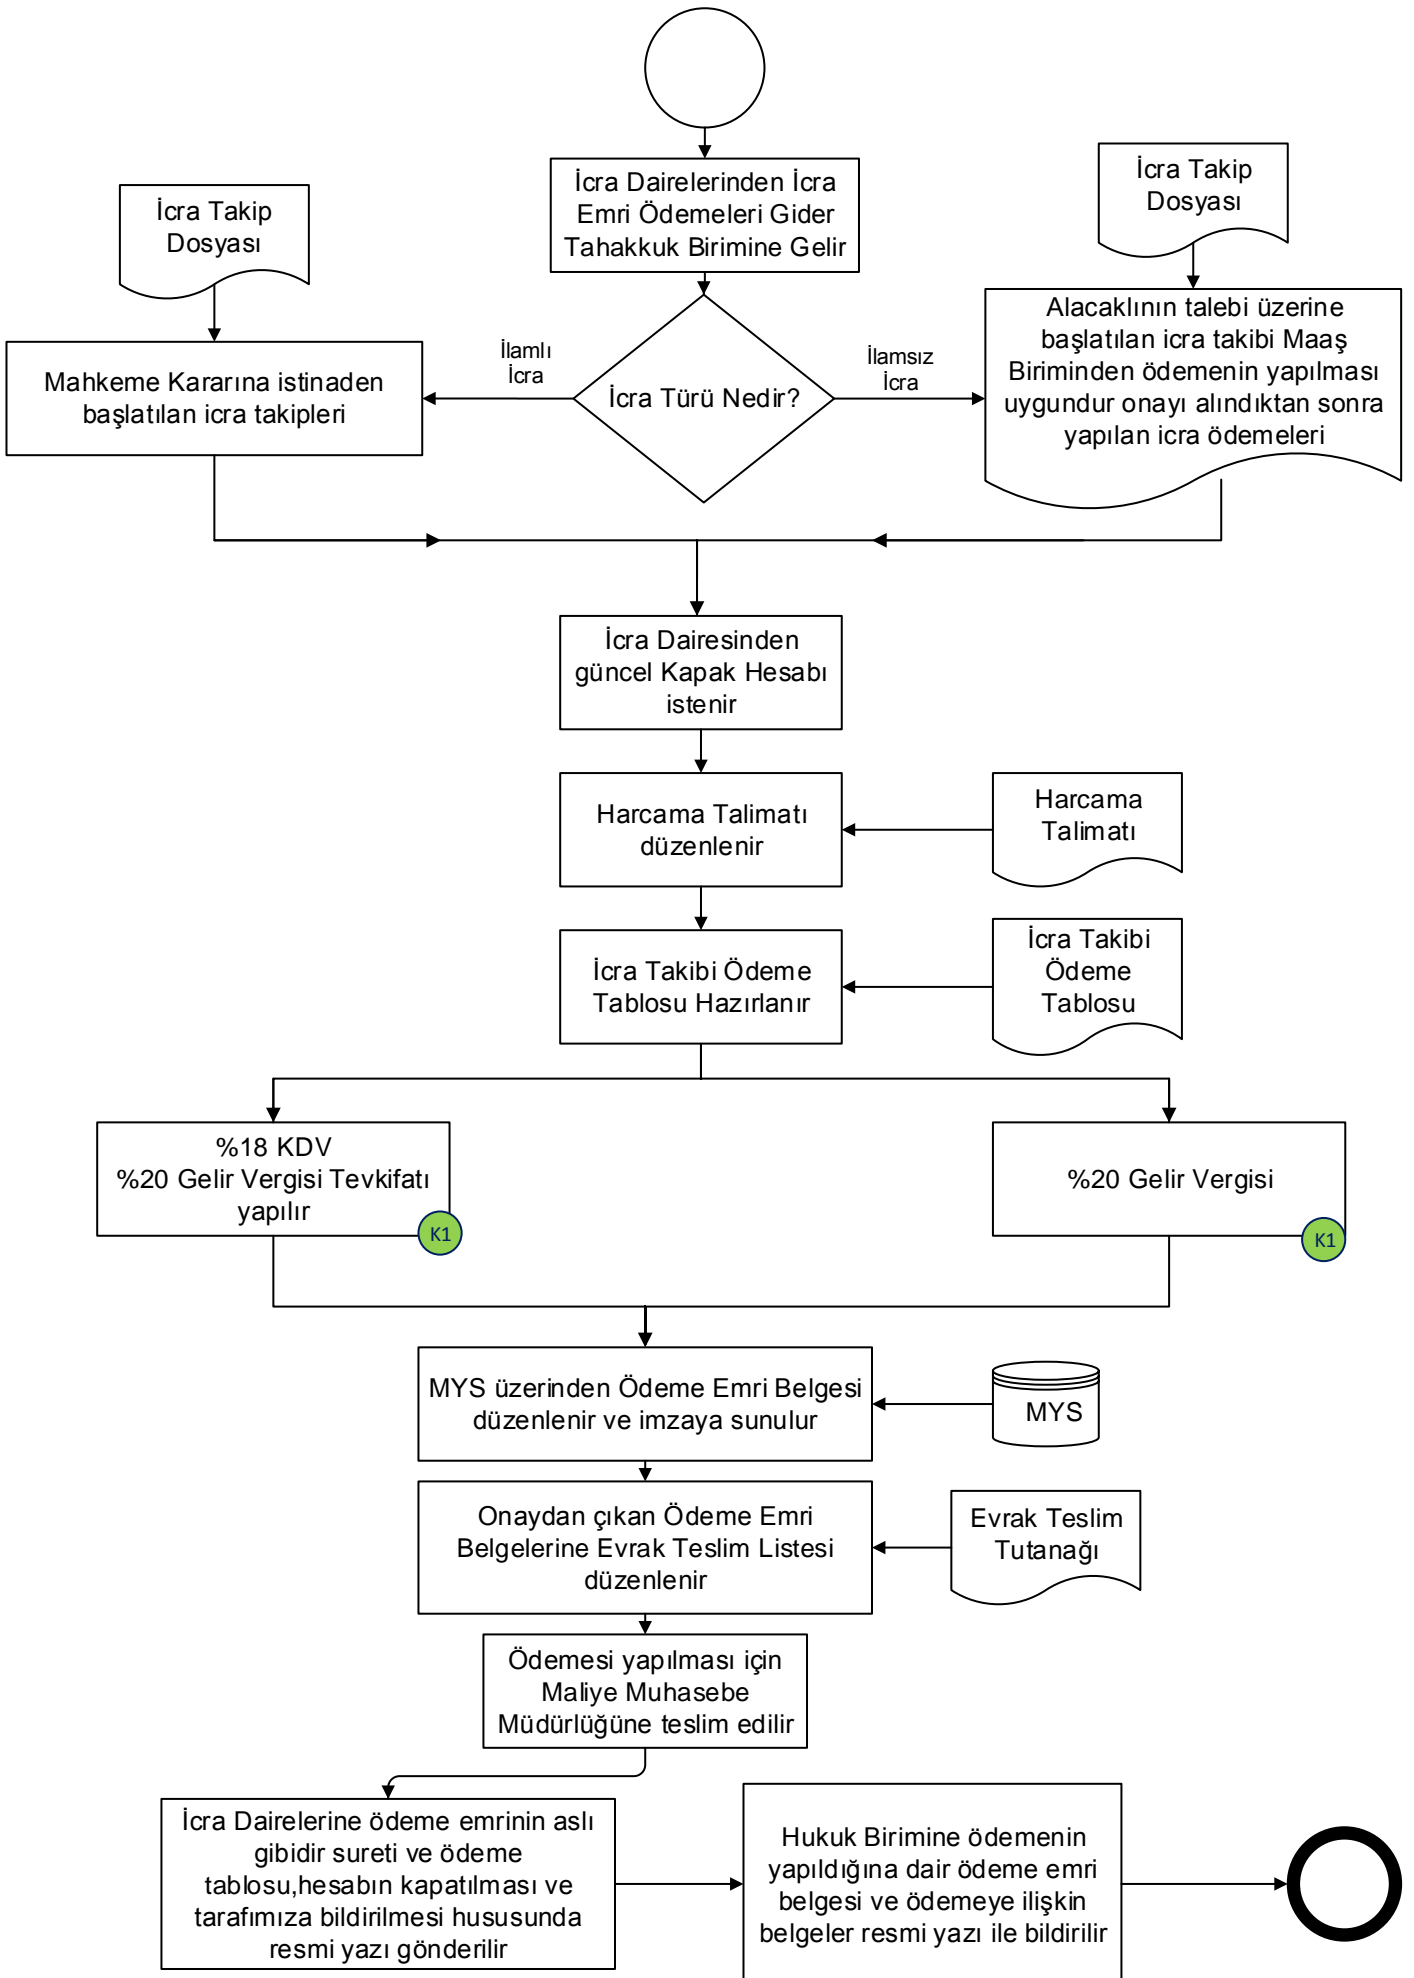 İcra Dairelerinden İcra
Emri Ödemeleri Gider
Tahakkuk Birimine Gelir
İcra Takip
Dosyası
İcra Takip
Dosyası
İcra Türü Nedir?
İlamlı
İcra
İlamsız
İcra
Mahkeme Kararına istinaden
başlatılan icra takipleri
Alacaklının talebi üzerine
başlatılan icra takibi Maaş
Biriminden ödemenin yapılması
uygundur onayı alındıktan sonra
yapılan icra ödemeleri
İcra Dairesinden
güncel Kapak Hesabı
istenir
Harcama Talimatı
düzenlenir
Harcama
Talimatı
İcra Takibi Ödeme
Tablosu Hazırlanır
İcra Takibi
Ödeme
Tablosu
%18 KDV
%20 Gelir Vergisi Tevkifatı
yapılır
K1
%20 Gelir Vergisi
K1
MYS üzerinden Ödeme Emri Belgesi
düzenlenir ve imzaya sunulur
MYS
Onaydan çıkan Ödeme Emri
Belgelerine Evrak Teslim Listesi
düzenlenir
Evrak Teslim
Tutanağı
Ödemesi yapılması için
Maliye Muhasebe
Müdürlüğüne teslim edilir
İcra Dairelerine ödeme emrinin aslı
gibidir sureti ve ödeme
tablosu,hesabın kapatılması ve
tarafımıza bildirilmesi hususunda
resmi yazı gönderilir
Hukuk Birimine ödemenin
yapıldığına dair ödeme emri
belgesi ve ödemeye ilişkin
belgeler resmi yazı ile bildirilir